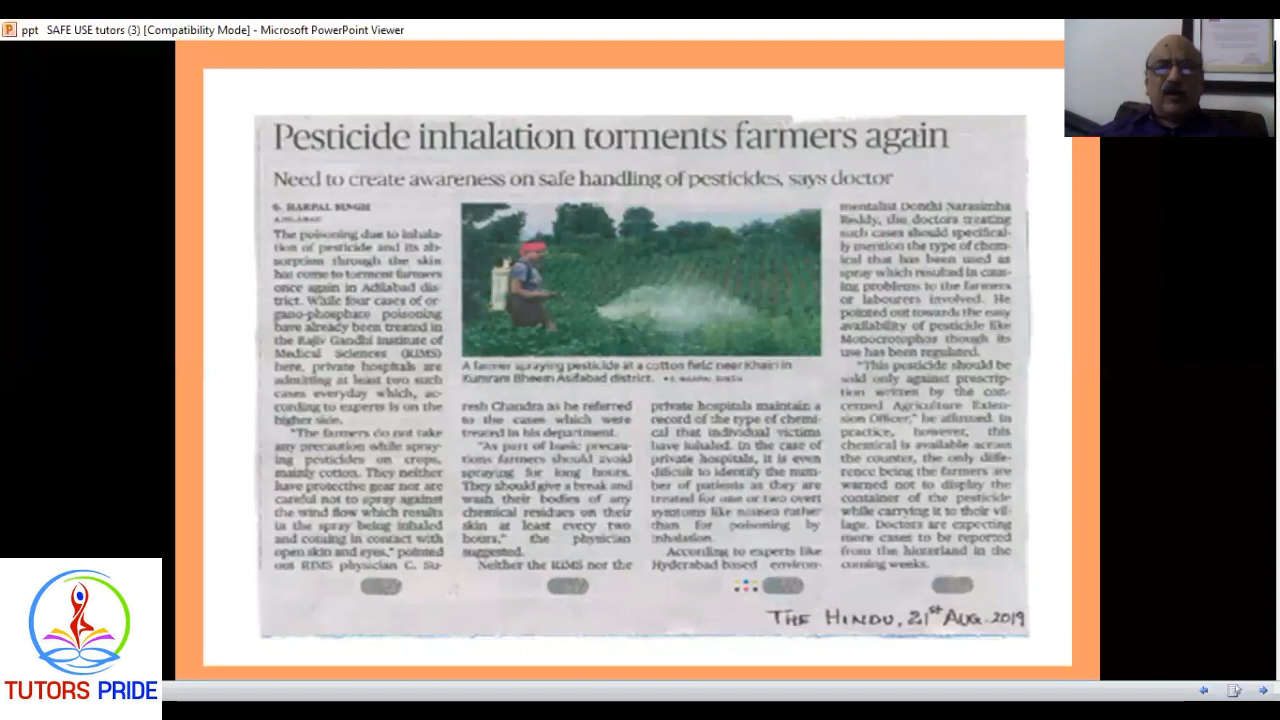 ppt SAFE USE tutors (3) [Compatibility Mode] - Microsoft PowerPoint Viewer
Pesticide inhalation torments farmers again
Need to create awareness on safe handling of pesticides, says doctor
S. HARPAL SINGH
ADILABAD
The poisoning due to inhala-
tion of pesticide and its ab-
sorption through the skin
has come to torment farmers
once again in Adilabad dis-
trict. While four cases of or-
gano-phosphate poisoning
have already been treated in
the Rajiv Gandhi Institute of
Medical Sciences (RIMS)
here, private hospitals are
admitting at least two such
cases everyday which, ac-
cording to experts is on the
higher side.
"The farmers do not take
any precaution while spray-
ing pesticides on crops,
mainly cotton. They neither
have protective gear nor are
careful not to spray against
the wind flow which results
in the spray being inhaled
and coming in contact with
open skin and eyes," pointed
out RIMS physician C. Su-
A farmer spraying pesticide at a cotton field near Khairi in
Kumram Bheem Asifabad district. • S. HARPAL SINGH
resh Chandra as he referred
to the cases which were
treated in his department.
"As part of basic precau-
tions farmers should avoid
spraying for long hours.
They should give a break and
wash their bodies of any
chemical residues on their
skin at least every two
hours," the physician
suggested.
Neither the RIMS nor the
private hospitals maintain a
record of the type of chemi-
cal that individual victims
have inhaled. In the case of
private hospitals, it is even
difficult to identify the num-
ber of patients as they are
treated for one or two overt
symtoms like nausea rather
than for poisoning by
inhalation.
According to experts like
Hyderabad based environ-
mentalist Donthi Narasimha
Reddy, the doctors treating
such cases should specifical-
ly mention the type of chem-
ical that has been used as
spray which resulted in caus-
ing problems to the farmers
or labourers involved. He
pointed out towards the easy
availability of pesticide like
Monocrotophos though its
use has been regulated.
"This pesticide should be
sold only against prescrip-
tion written by the con-
cerned Agriculture Exten-
sion Officer," he affirmed. In
practice, however, this
chemical is available across
the counter, the only diffe-
rence being the farmers are
warned not to display the
container of the pesticide
while carrying it to their vil-
lage. Doctors are expecting
more cases to be reported
from the hinterland in the
coming weeks.
THE HINDU, 21st AUG. 2019
TUTORS PRIDE